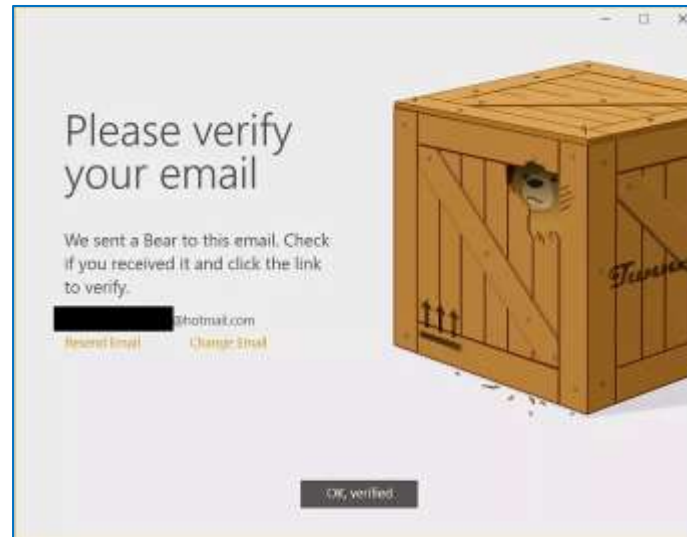 Please verify
your email
We sent a Bear to this email. Check
if you received it and click the link
to verify.
@hotmail.com
Resend Email Change Email
OK, verified